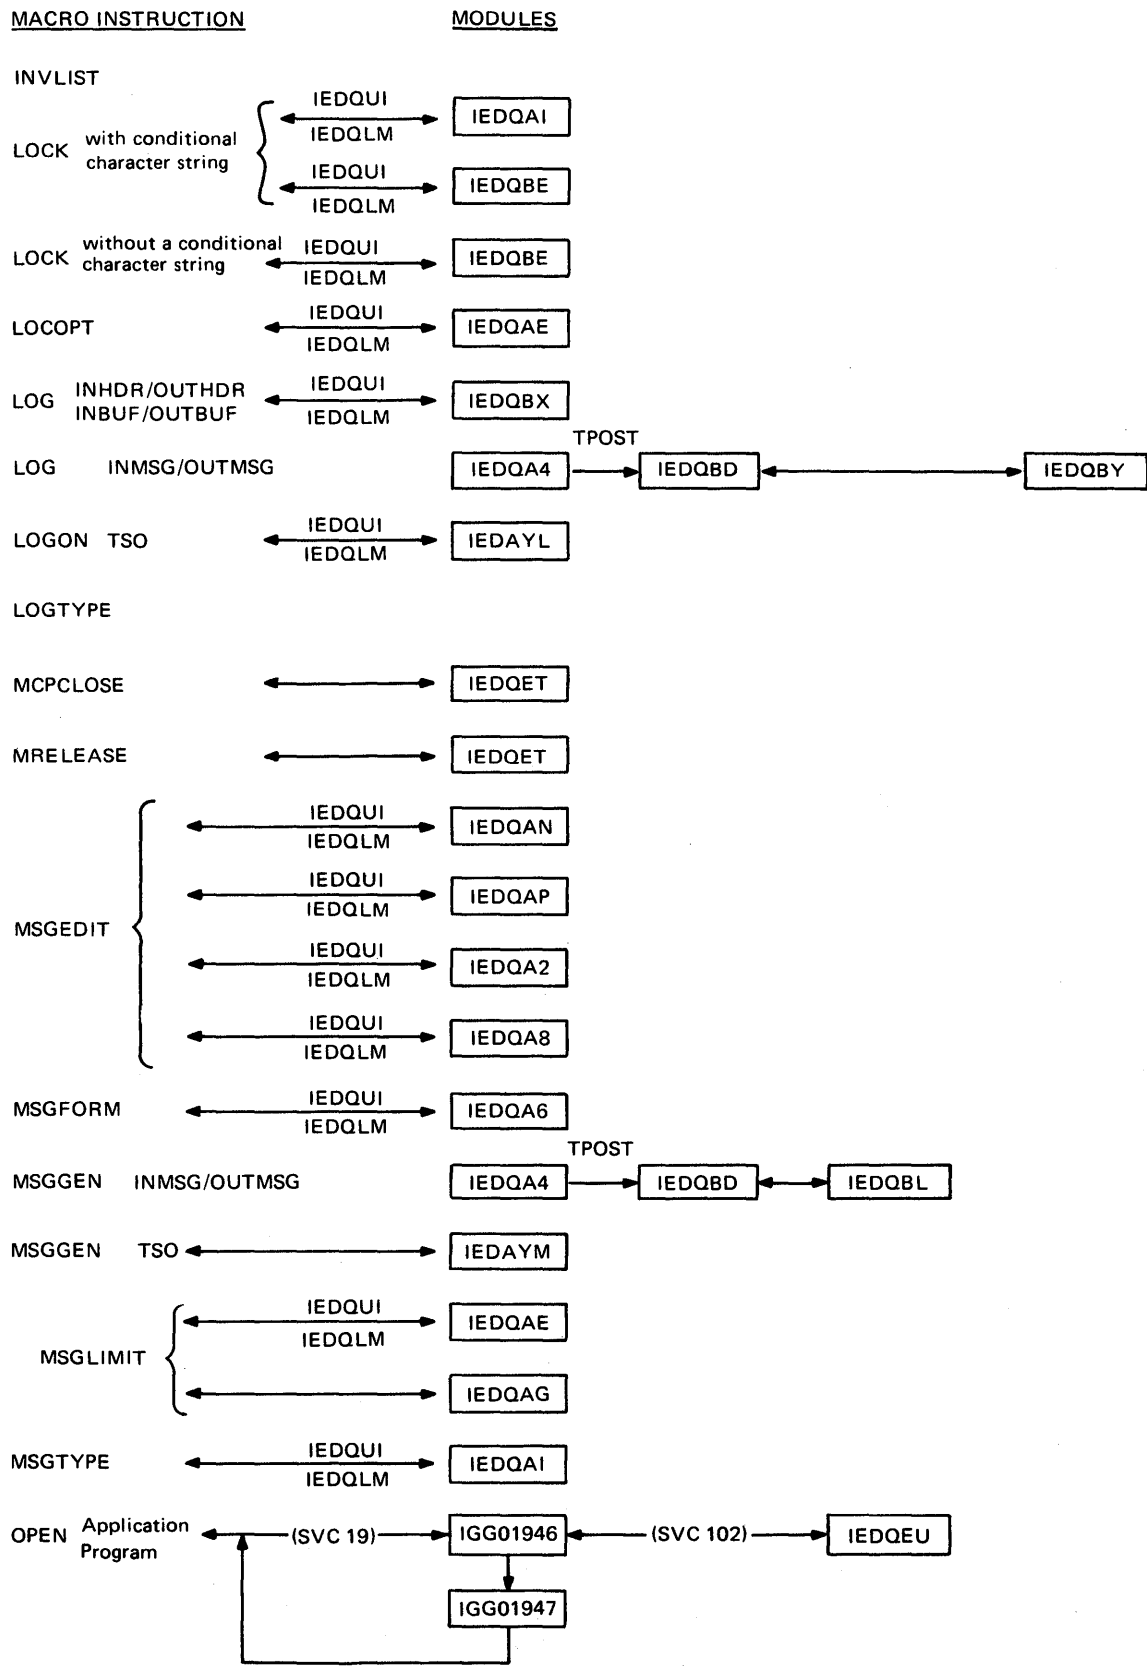 MACRO INSTRUCTION MODULES
INVLIST
IEDQUI
IEDQAI
LOCK with conditional character string
IEDQLM
IEDQUI
IEDQBE
IEDQLM
LOCK without a conditional character string
IEDQUI
IEDQBE
IEDQLM
LOCOPT
IEDQUI
IEDQAE
IEDQLM
LOG INHDR/OUTHDR
INBUF/OUTBUF
IEDQUI
IEDQBX
IEDQLM
TPOST
LOG INMSG/OUTMSG IEDQA4 IEDQBD IEDQBY
IEDQUI
LOGON TSO IEDAYL
IEDQLM
LOGTYPE
MCPCLOSE IEDQET
MRELEASE IEDQET
MSGEDIT
IEDQUI
IEDQAN
IEDQLM
IEDQUI
IEDQAP
IEDQLM
IEDQUI
IEDQA2
IEDQLM
IEDQUI
IEDQA8
IEDQLM
IEDQUI
MSGFORM IEDQA6
IEDQLM
TPOST
MSGGEN INMSG/OUTMSG IEDQA4 IEDQBD IEDQBL
MSGGEN TSO IEDAYM
IEDQUI
IEDQAE
IEDQLM
MSGLIMIT
IEDQAG
IEDQUI
MSGTYPE IEDQAI
IEDQLM
OPEN Application Program (SVC 19) IGG01946 (SVC 102) IEDQEU
IGG01947